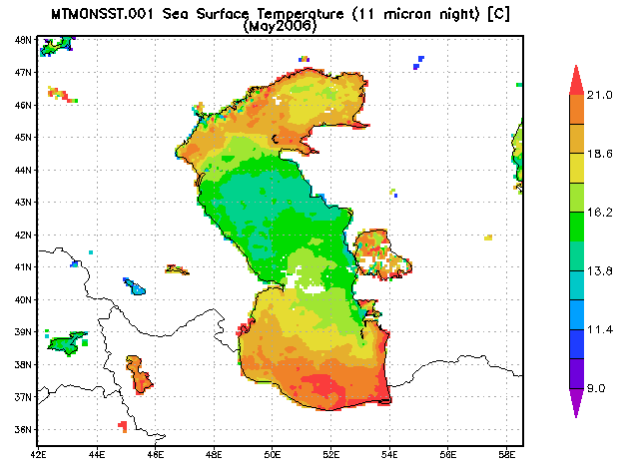 MTMONSST.001 Sea Surface Temperature (11 micron night) [C]
(May2006)
48N
47N
46N
45N
44N
43N
42N
41N
40N
39N
38N
37N
36N
42E 44E 46E 48E 50E 52E 54E 56E 58E
21.0
18.6
16.2
13.8
11.4
9.0